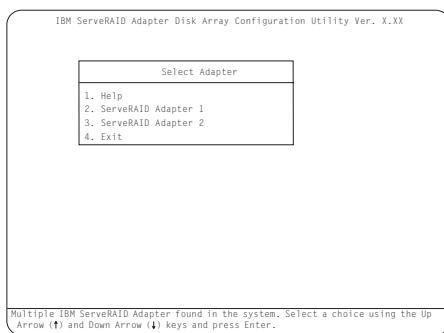 IBM ServeRAID Adapter Disk Array Configuration Utility Ver. X.XX
Select Adapter
1. Help
2. ServeRAID Adapter 1
3. ServeRAID Adapter 2
4. Exit
Multiple IBM ServeRAID Adapter found in the system. Select a choice using the Up
Arrow (↑) and Down Arrow (↓) keys and press Enter.